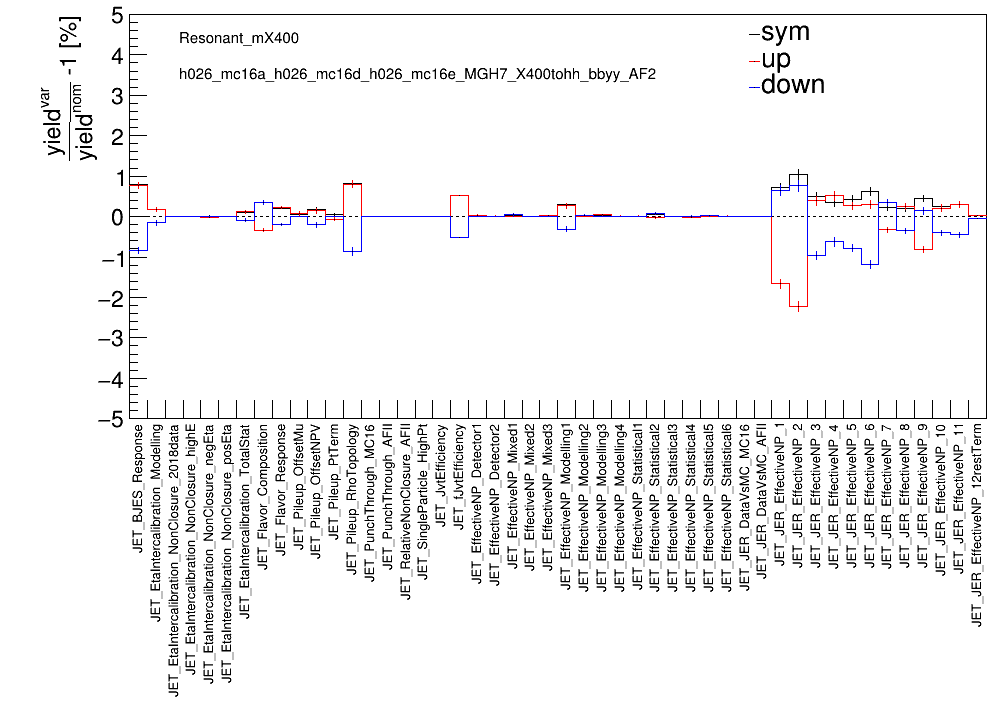 yield^var / yield^nom -1 [%]
5
4
3
2
1
0
−1
−2
−3
−4
−5
Resonant_mX400
h026_mc16a_h026_mc16d_h026_mc16e_MGH7_X400tohh_bbyy_AF2
sym
up
down
JET_BJES_Response
JET_EtaIntercalibration_Modelling
JET_EtaIntercalibration_NonClosure_2018data
JET_EtaIntercalibration_NonClosure_highE
JET_EtaIntercalibration_NonClosure_negEta
JET_EtaIntercalibration_NonClosure_posEta
JET_EtaIntercalibration_TotalStat
JET_Flavor_Composition
JET_Flavor_Response
JET_Pileup_OffsetMu
JET_Pileup_OffsetNPV
JET_Pileup_PtTerm
JET_Pileup_RhoTopology
JET_PunchThrough_MC16
JET_PunchThrough_AFII
JET_RelativeNonClosure_AFII
JET_SingleParticle_HighPt
JET_JvtEfficiency
JET_fJvtEfficiency
JET_EffectiveNP_Detector1
JET_EffectiveNP_Detector2
JET_EffectiveNP_Mixed1
JET_EffectiveNP_Mixed2
JET_EffectiveNP_Mixed3
JET_EffectiveNP_Modelling1
JET_EffectiveNP_Modelling2
JET_EffectiveNP_Modelling3
JET_EffectiveNP_Modelling4
JET_EffectiveNP_Statistical1
JET_EffectiveNP_Statistical2
JET_EffectiveNP_Statistical3
JET_EffectiveNP_Statistical4
JET_EffectiveNP_Statistical5
JET_EffectiveNP_Statistical6
JET_JER_DataVsMC_MC16
JET_JER_DataVsMC_AFII
JET_JER_EffectiveNP_1
JET_JER_EffectiveNP_2
JET_JER_EffectiveNP_3
JET_JER_EffectiveNP_4
JET_JER_EffectiveNP_5
JET_JER_EffectiveNP_6
JET_JER_EffectiveNP_7
JET_JER_EffectiveNP_8
JET_JER_EffectiveNP_9
JET_JER_EffectiveNP_10
JET_JER_EffectiveNP_11
JET_JER_EffectiveNP_12restTerm